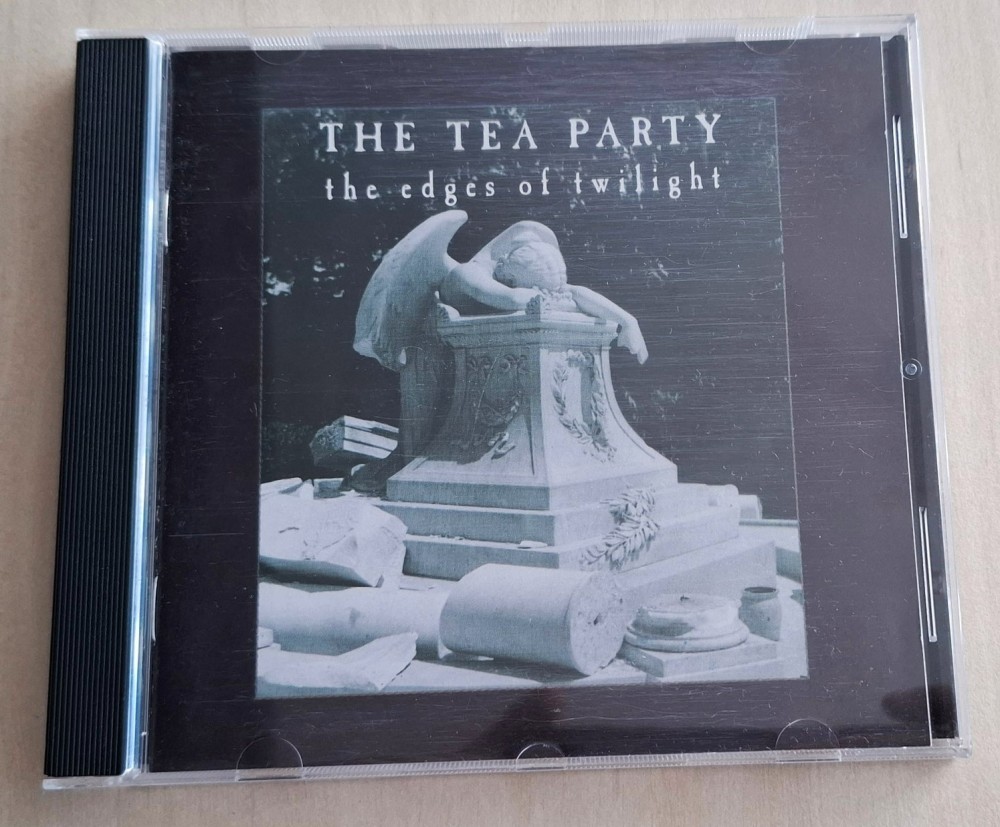 THE TEA PARTY
the edges of twilight